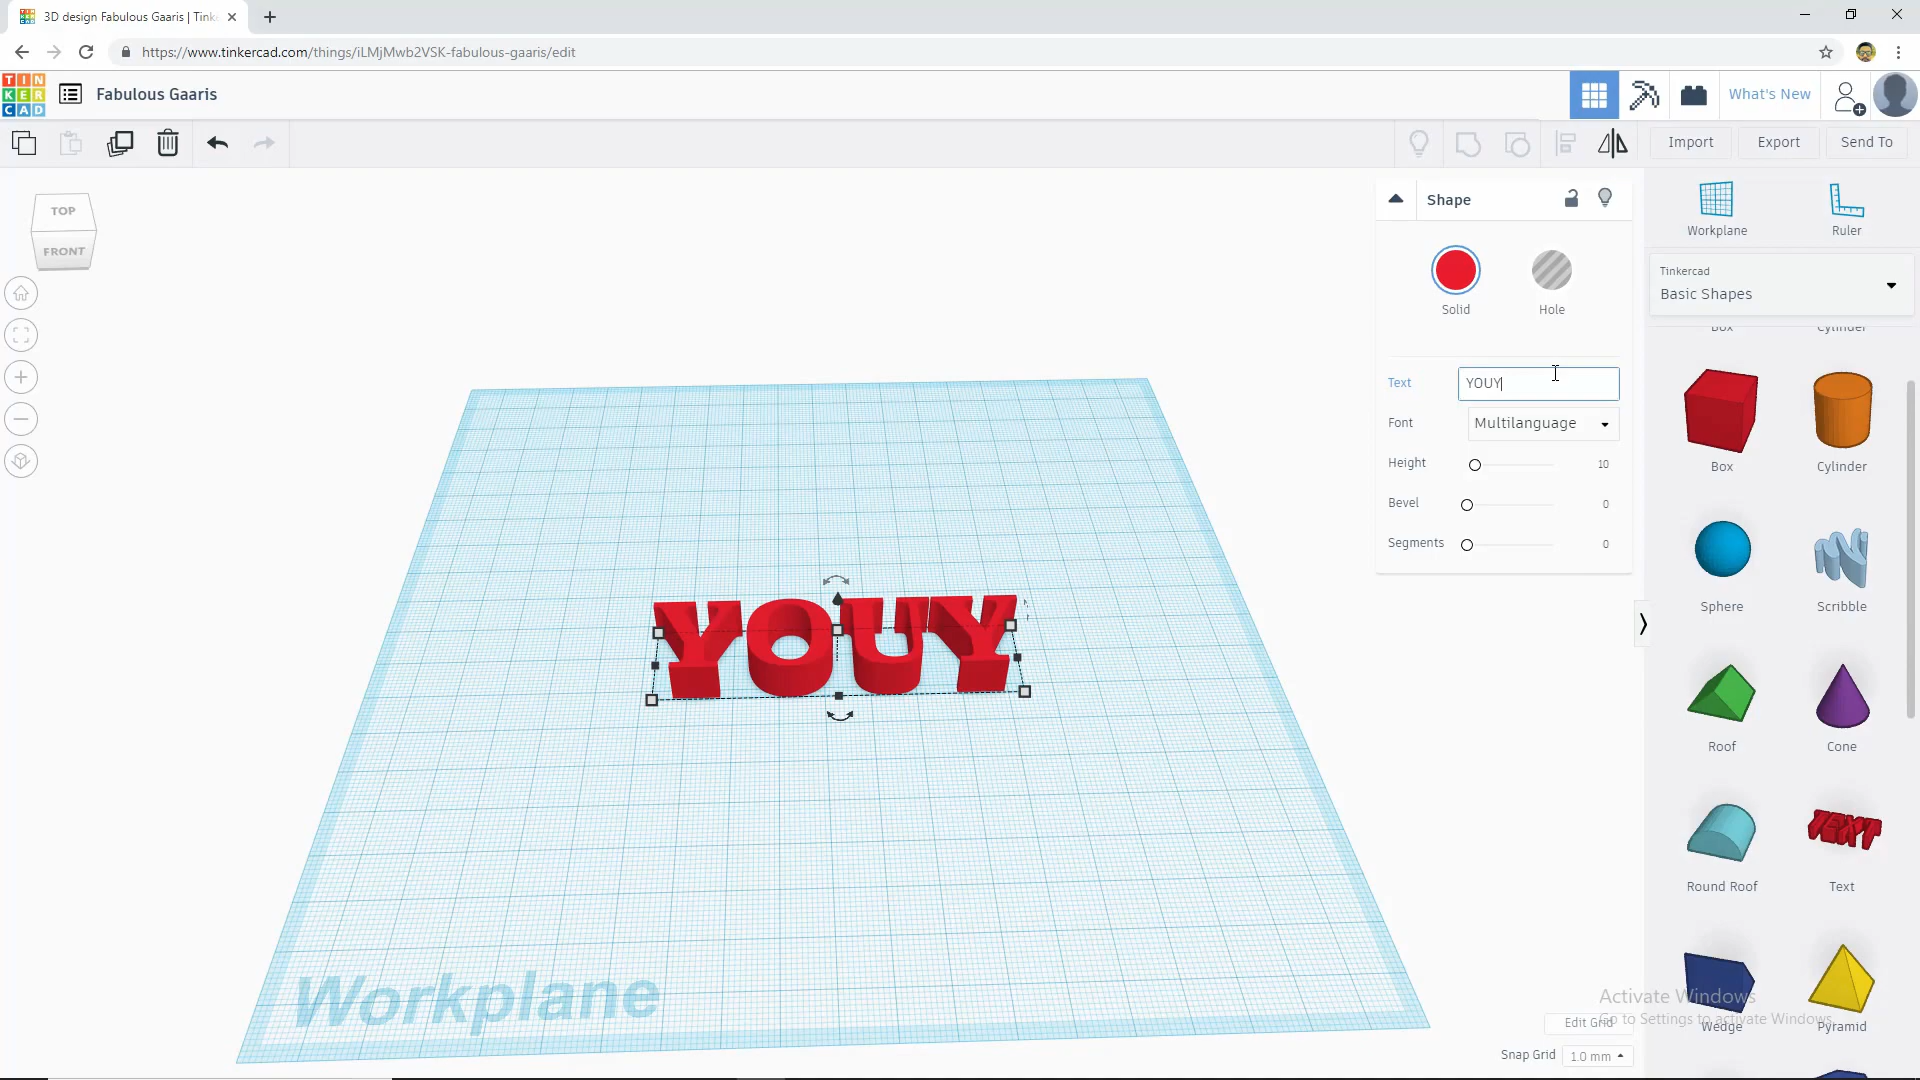 3D design Fabulous Gaaris | Tink
https://www.tinkercad.com/things/iLMjMwb2VSK-fabulous-gaaris/edit
TIN
KER
CAD
Fabulous Gaaris
What's New
Import
Export
Send To
TOP
FRONT
Shape
Solid
Hole
Text
YOUY
Font
Multilanguage
Height
10
Bevel
0
Segments
0
Workplane
Ruler
Tinkercad
Basic Shapes
Box
Cylinder
Box
Cylinder
Sphere
Scribble
Roof
Cone
Round Roof
TEXT
Text
Wedge
Pyramid
YOUY
Workplane
Activate Windows
Go to Settings to activate Windows.
Edit Grid
Snap Grid
1.0 mm